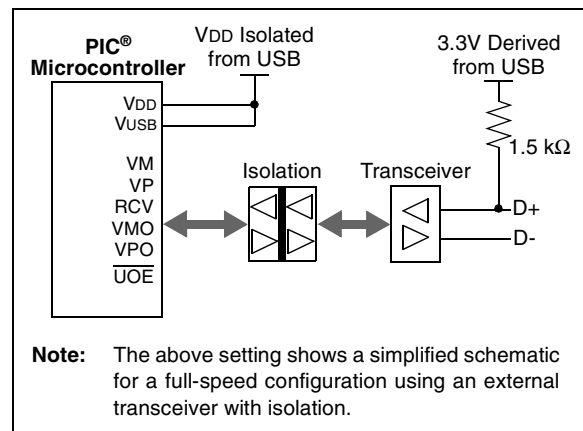 PIC®
Microcontroller
VDD Isolated
from USB
3.3V Derived
from USB
VDD
VUSB
1.5 kΩ
Isolation
Transceiver
VM
VP
RCV
VMO
VPO
UOE
D+
D-
Note: The above setting shows a simplified schematic
for a full-speed configuration using an external
transceiver with isolation.